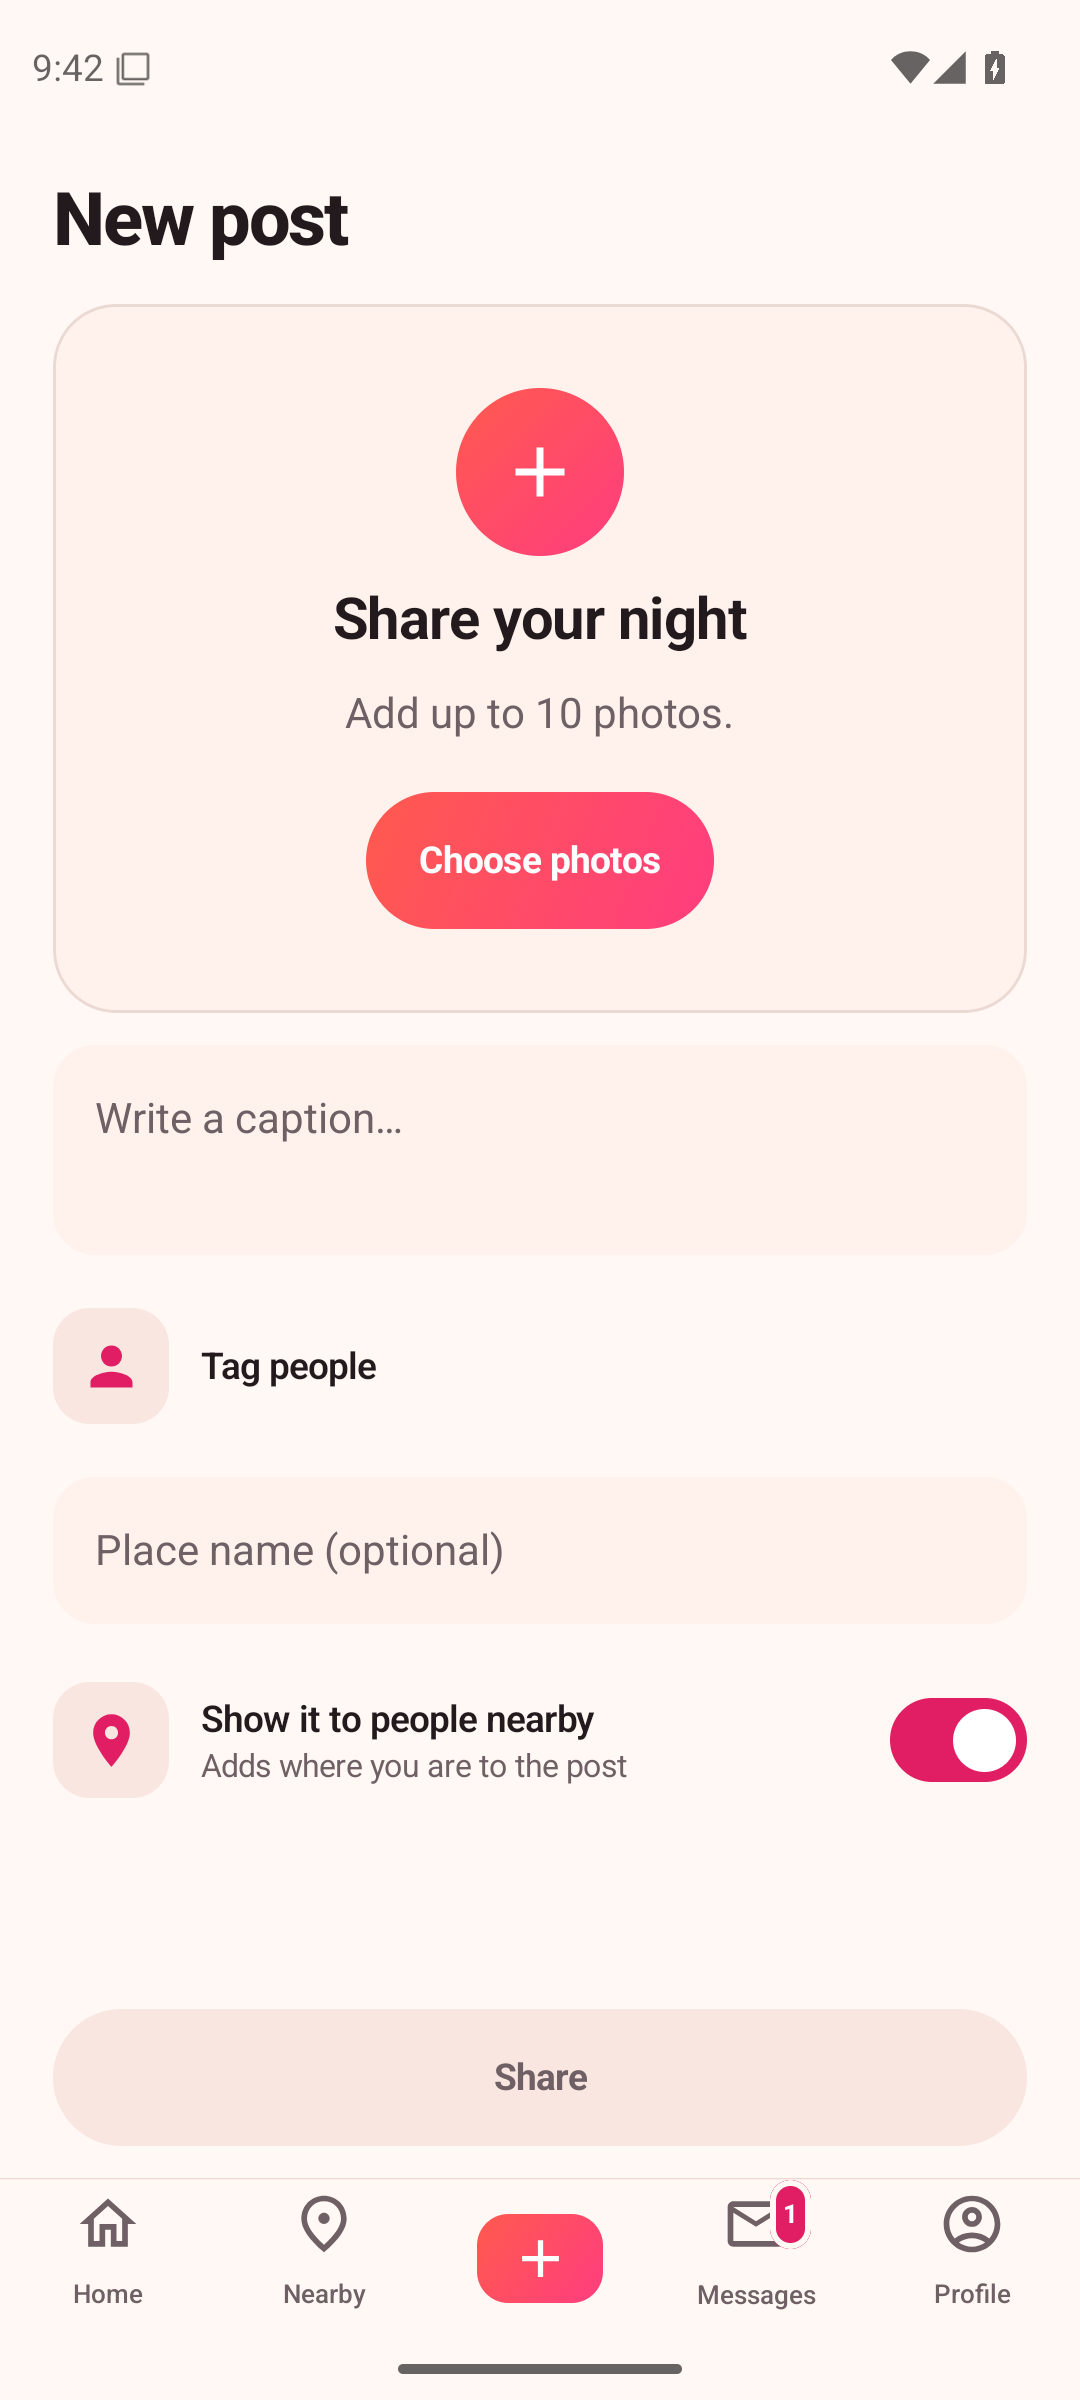 9:42
New post
Share your night
Add up to 10 photos.
Choose photos
Write a caption...
Tag people
Place name (optional)
Show it to people nearby
Adds where you are to the post
Share
1
Home
Nearby
Messages
Profile